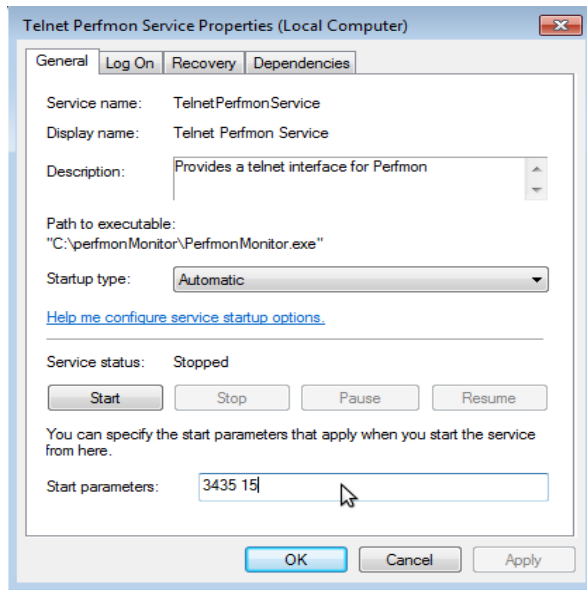 Telnet Perfmon Service Properties (Local Computer)
General Log On Recovery Dependencies
Service name: TelnetPerfmonService
Display name: Telnet Perfmon Service
Description: Provides a telnet interface for Perfmon
Path to executable:
"C:\perfmonMonitor\PerfmonMonitor.exe"
Startup type: Automatic
Help me configure service startup options.
Service status: Stopped
Start Stop Pause Resume
You can specify the start parameters that apply when you start the service
from here.
Start parameters: 3435 15
OK Cancel Apply